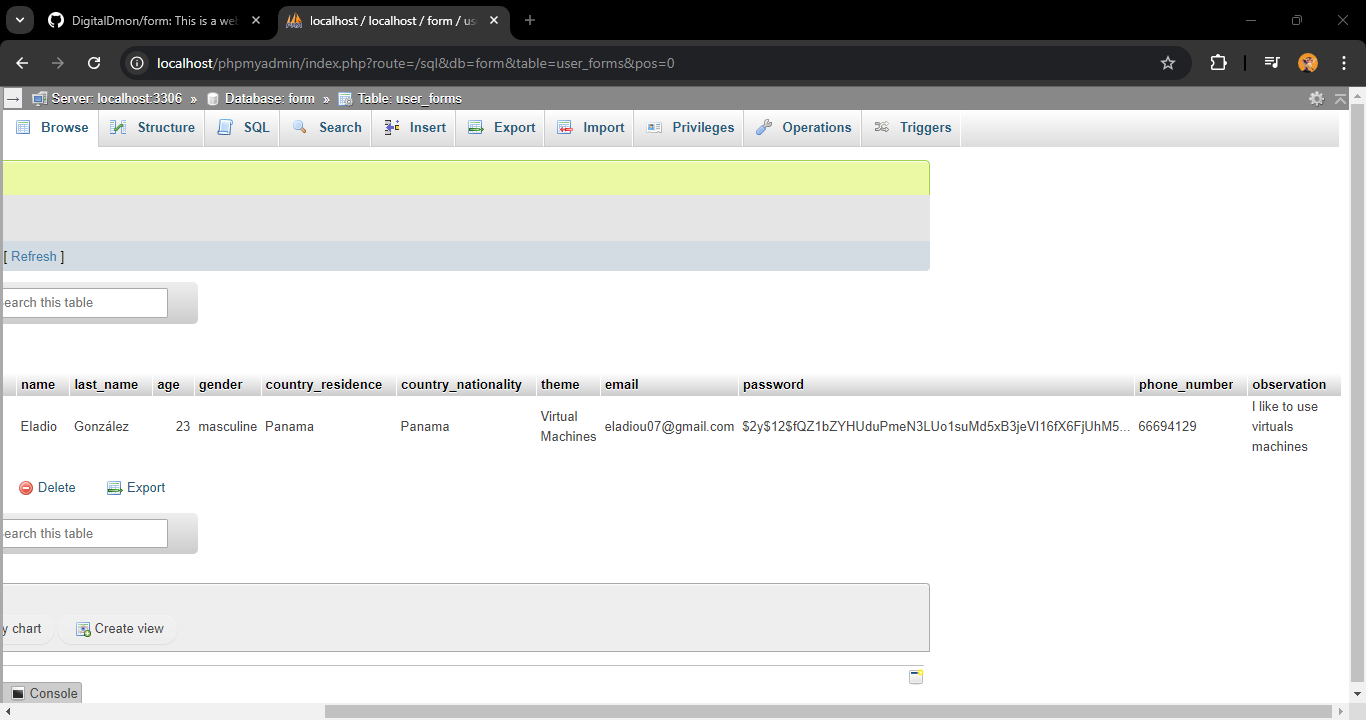 DigitalDmon/form: This is a we
localhost / localhost / form / us
localhost/phpmyadmin/index.php?route=/sql&db=form&table=user_forms&pos=0
Server: localhost:3306 » Database: form » Table: user_forms
Browse Structure SQL Search Insert Export Import Privileges Operations Triggers
[ Refresh ]
earch this table
name last_name age gender country_residence country_nationality theme email password phone_number observation
Eladio González 23 masculine Panama Panama Virtual Machines eladiou07@gmail.com $2y$12$fQZ1bZYHUduPmeN3LUo1suMd5xB3jeVI16fX6FjUhM5... 66694129 I like to use virtuals machines
Delete Export
earch this table
y chart Create view
Console